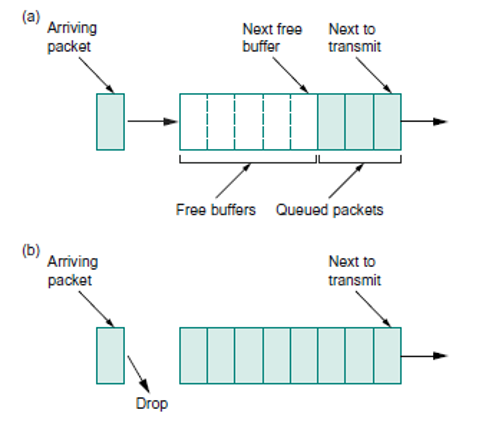 (a)
Arriving
packet
Next free
buffer
Next to
transmit
Free buffers
Queued packets
(b)
Arriving
packet
Next to
transmit
Drop